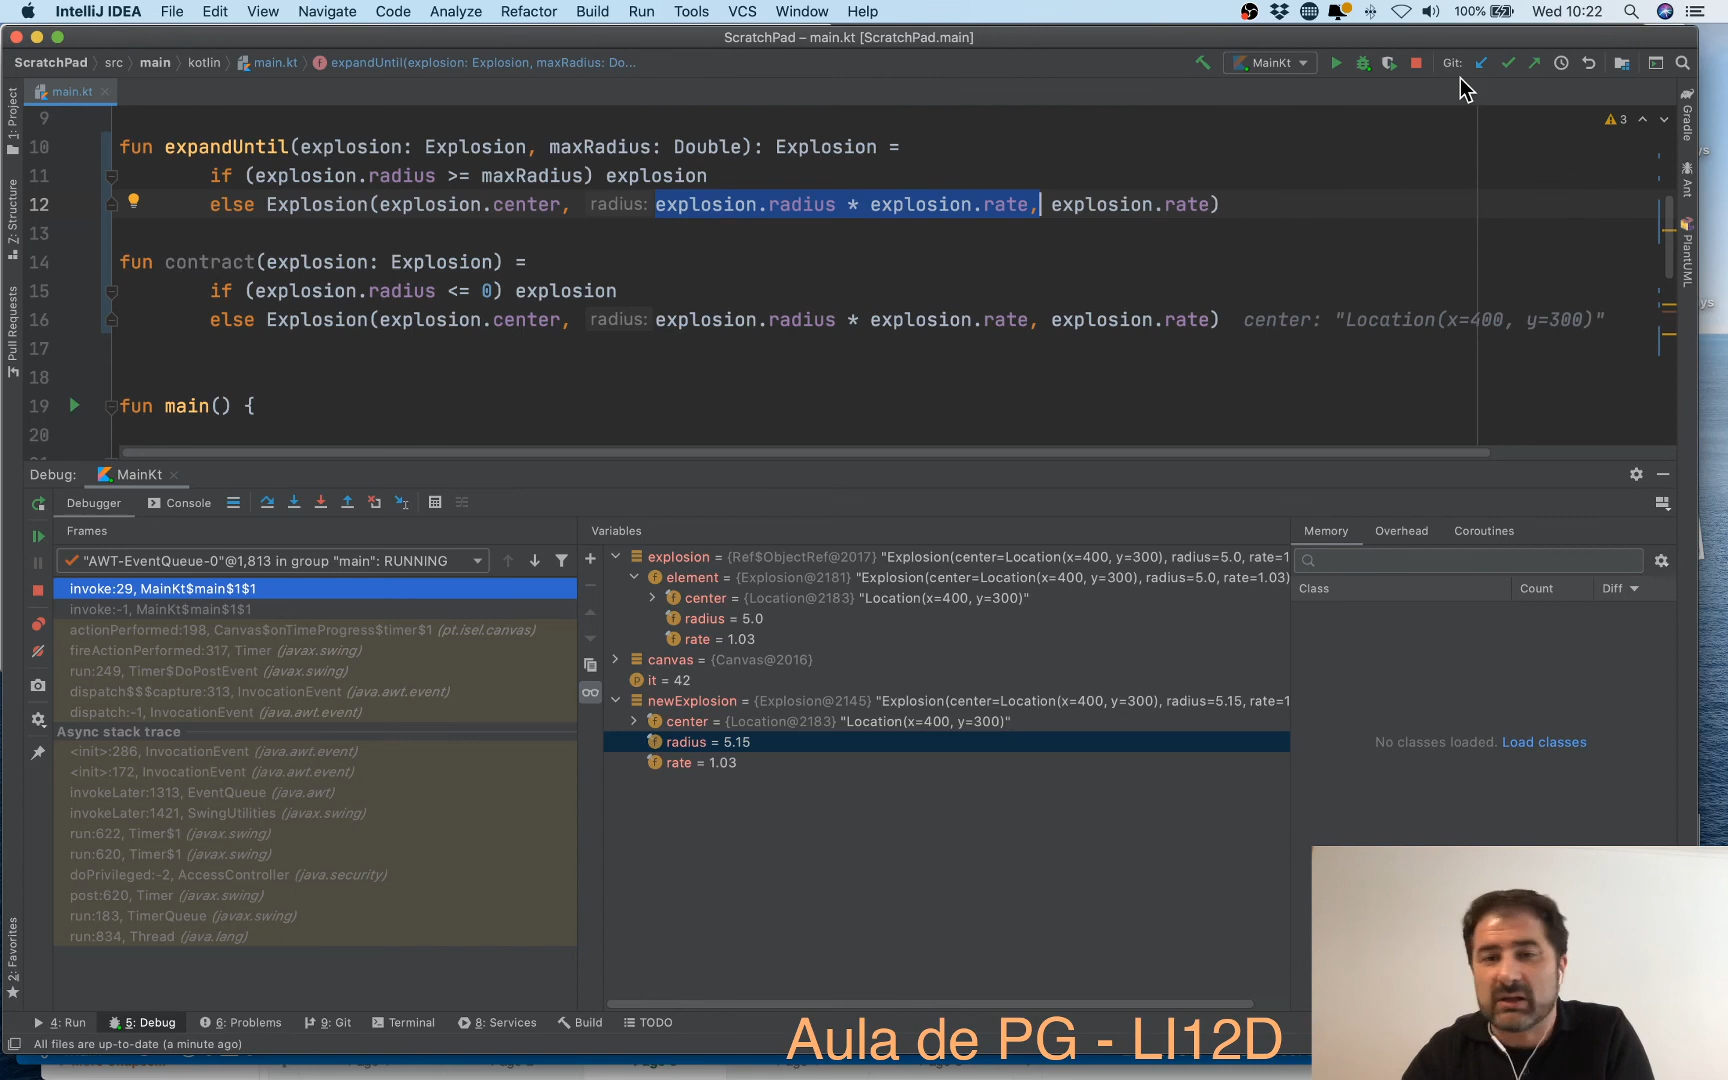 IntelliJ IDEA File Edit View Navigate Code Analyze Refactor Build Run Tools VCS Window Help 100% Wed 10:22
ScratchPad – main.kt [ScratchPad.main]
ScratchPad src main kotlin main.kt expandUntil(explosion: Explosion, maxRadius: Do... MainKt Git:
main.kt
9
10 fun expandUntil(explosion: Explosion, maxRadius: Double): Explosion =
11 if (explosion.radius >= maxRadius) explosion
12 else Explosion(explosion.center, radius: explosion.radius * explosion.rate, explosion.rate)
13
14 fun contract(explosion: Explosion) =
15 if (explosion.radius <= 0) explosion
16 else Explosion(explosion.center, radius: explosion.radius * explosion.rate, explosion.rate) center: "Location(x=400, y=300)"
17
18
19 fun main() {
20
3
1: Project
Z: Structure
Pull Requests
2: Favorites
Gradle
Ant
PlantUML
Debug: MainKt
Debugger Console
Frames
"AWT-EventQueue-0"@1,813 in group "main": RUNNING
invoke:29, MainKt$main$1$1
invoke:-1, MainKt$main$1$1
actionPerformed:198, Canvas$onTimeProgress$timer$1 (pt.isel.canvas)
fireActionPerformed:317, Timer (javax.swing)
run:249, Timer$DoPostEvent (javax.swing)
dispatch$$$capture:313, InvocationEvent (java.awt.event)
dispatch:-1, InvocationEvent (java.awt.event)
Async stack trace
<init>:286, InvocationEvent (java.awt.event)
<init>:172, InvocationEvent (java.awt.event)
invokeLater:1313, EventQueue (java.awt)
invokeLater:1421, SwingUtilities (javax.swing)
run:622, Timer$1 (javax.swing)
run:620, Timer$1 (javax.swing)
doPrivileged:-2, AccessController (java.security)
post:620, Timer (javax.swing)
run:183, TimerQueue (javax.swing)
run:834, Thread (java.lang)
Variables
explosion = {Ref$ObjectRef@2017} "Explosion(center=Location(x=400, y=300), radius=5.0, rate=1
element = {Explosion@2181} "Explosion(center=Location(x=400, y=300), radius=5.0, rate=1.03)
center = {Location@2183} "Location(x=400, y=300)"
radius = 5.0
rate = 1.03
canvas = {Canvas@2016}
it = 42
newExplosion = {Explosion@2145} "Explosion(center=Location(x=400, y=300), radius=5.15, rate=1
center = {Location@2183} "Location(x=400, y=300)"
radius = 5.15
rate = 1.03
Memory Overhead Coroutines
Class Count Diff
No classes loaded. Load classes
4: Run 5: Debug 6: Problems 9: Git Terminal 8: Services Build TODO
All files are up-to-date (a minute ago)
Aula de PG - LI12D